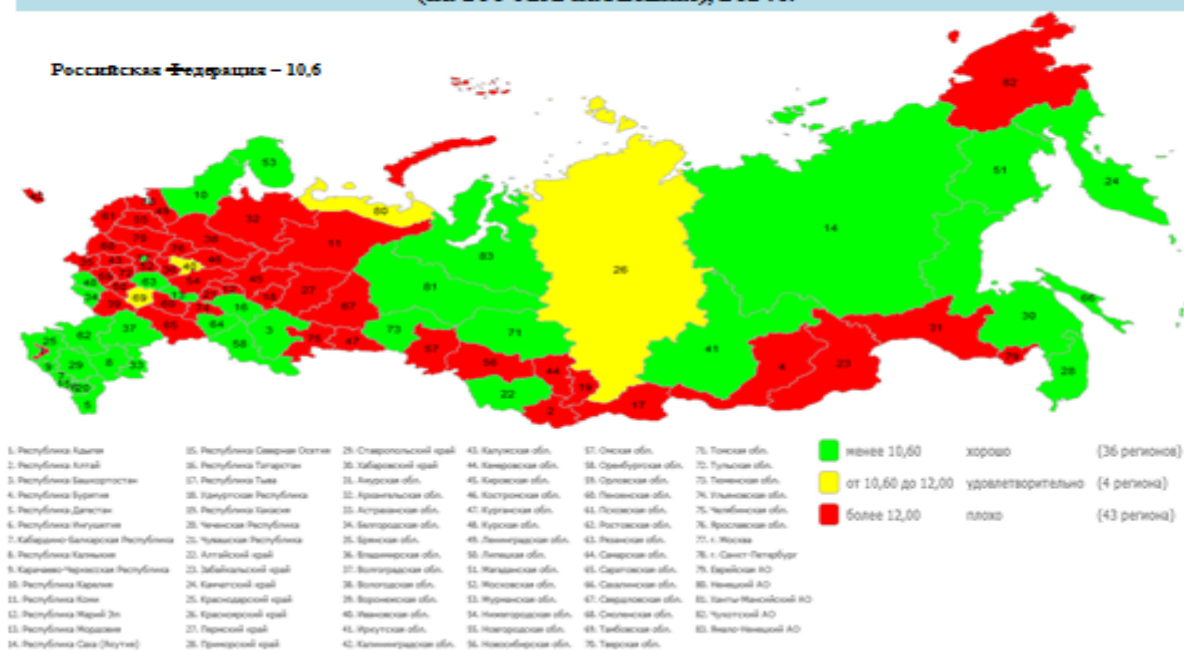 Российская Федерация – 10,6
менее 10,60 хорошо (36 регионов)
от 10,60 до 12,00 удовлетворительно (4 региона)
более 12,00 плохо (43 региона)
1. Республика Адыгея
2. Республика Алтай
3. Республика Башкортостан
4. Республика Бурятия
5. Республика Дагестан
6. Республика Ингушетия
7. Кабардино-Балкарская Республика
8. Республика Калмыкия
9. Карачаево-Черкесская Республика
10. Республика Карелия
11. Республика Коми
12. Республика Марий Эл
13. Республика Мордовия
14. Республика Саха (Якутия)
15. Республика Северная Осетия
16. Республика Татарстан
17. Республика Тыва
18. Удмуртская Республика
19. Республика Хакасия
20. Чеченская Республика
21. Чувашская Республика
22. Алтайский край
23. Забайкальский край
24. Камчатский край
25. Краснодарский край
26. Красноярский край
27. Пермский край
28. Приморский край
29. Ставропольский край
30. Хабаровский край
31. Амурская обл.
32. Архангельская обл.
33. Астраханская обл.
34. Белгородская обл.
35. Брянская обл.
36. Владимирская обл.
37. Волгоградская обл.
38. Вологодская обл.
39. Воронежская обл.
40. Ивановская обл.
41. Иркутская обл.
42. Калининградская обл.
43. Калужская обл.
44. Кемеровская обл.
45. Кировская обл.
46. Костромская обл.
47. Курганская обл.
48. Курская обл.
49. Ленинградская обл.
50. Липецкая обл.
51. Магаданская обл.
52. Московская обл.
53. Мурманская обл.
54. Нижегородская обл.
55. Новгородская обл.
56. Новосибирская обл.
57. Омская обл.
58. Оренбургская обл.
59. Орловская обл.
60. Пензенская обл.
61. Псковская обл.
62. Ростовская обл.
63. Рязанская обл.
64. Самарская обл.
65. Саратовская обл.
66. Сахалинская обл.
67. Свердловская обл.
68. Смоленская обл.
69. Тамбовская обл.
70. Тверская обл.
71. Томская обл.
72. Тульская обл.
73. Тюменская обл.
74. Ульяновская обл.
75. Челябинская обл.
76. Ярославская обл.
77. г. Москва
78. г. Санкт-Петербург
79. Еврейская АО
80. Ненецкий АО
81. Ханты-Мансийский АО
82. Чукотский АО
83. Ямало-Ненецкий АО